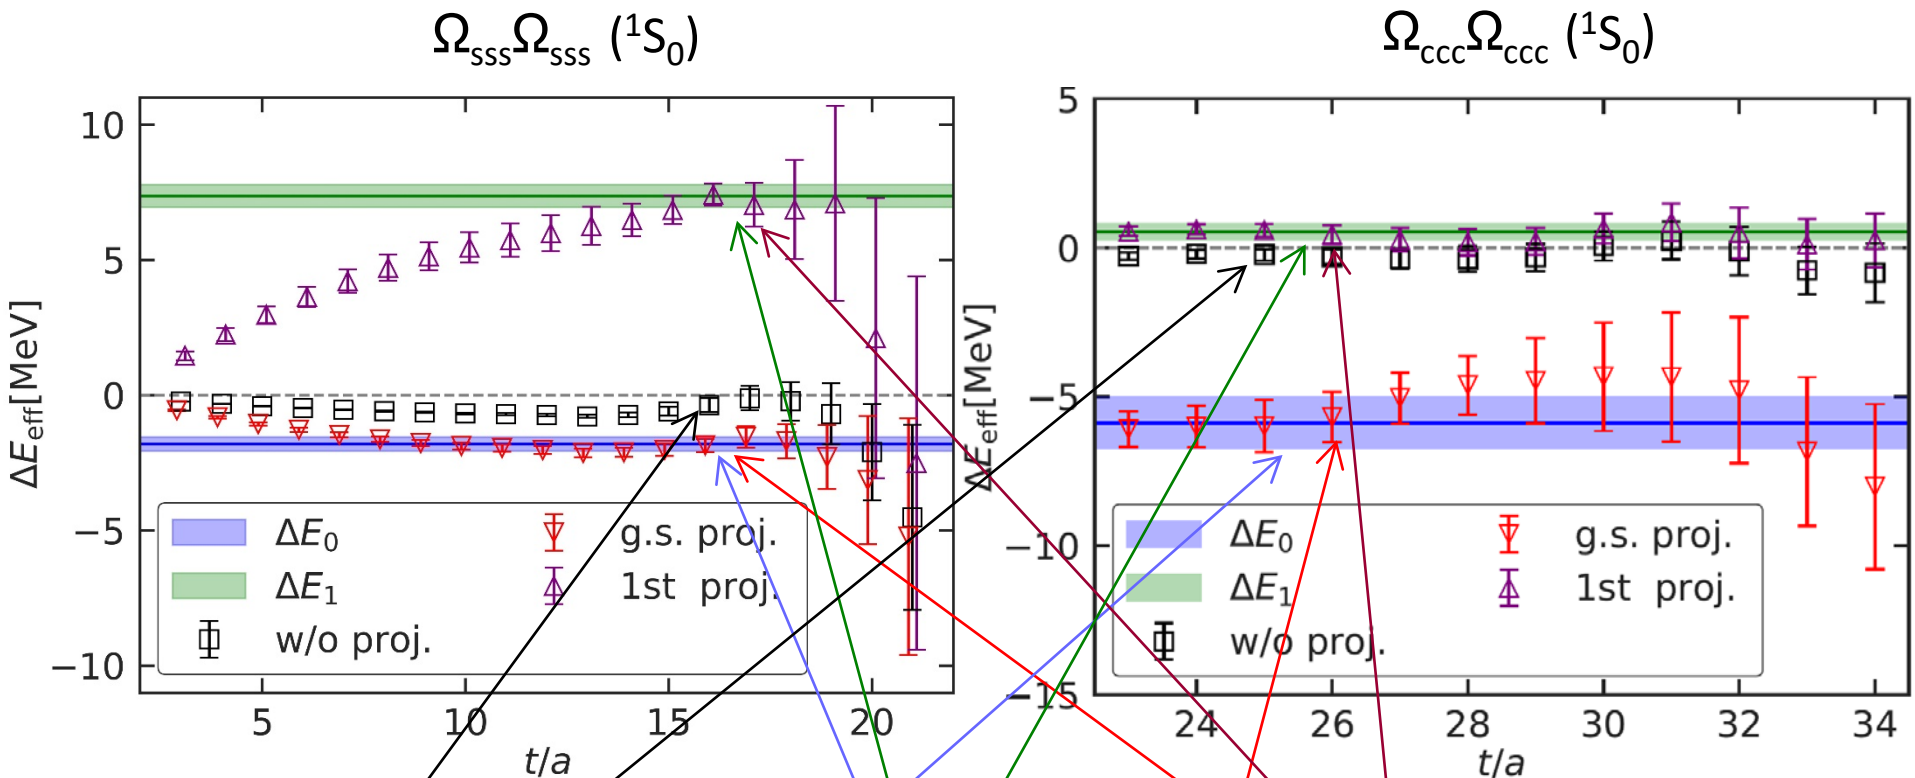 ΩsssΩsss (¹S₀)
Ωccc Ωccc (¹S₀)
10
5
0
−5
−10
ΔEeff[MeV]
ΔE₀
ΔE₁
w/o proj.
g.s. proj.
1st proj.
5
10
15
20
t/a
5
0
−5
−10
−15
ΔEeff[MeV]
ΔE₀
ΔE₁
w/o proj.
g.s. proj.
1st proj.
24
26
28
30
32
34
t/a